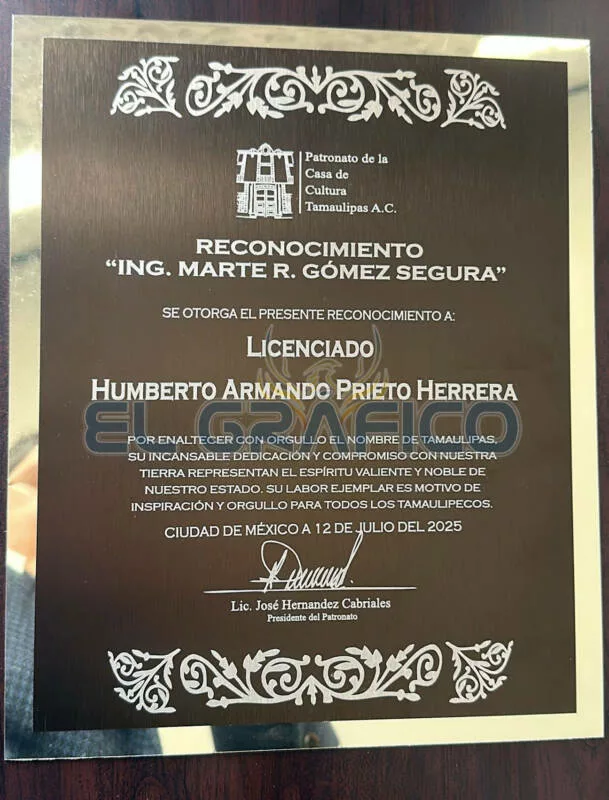 Patronato de la
Casa de
Cultura
Tamaulipas A.C.
RECONOCIMIENTO
“ING. MARTE R. GÓMEZ SEGURA”
SE OTORGA EL PRESENTE RECONOCIMIENTO A:
LICENCIADO
HUMBERTO ARMANDO PRIETO HERRERA
EL GRÁFICO
POR ENALTECER CON ORGULLO EL NOMBRE DE TAMAULIPAS.
SU INCANSABLE DEDICACIÓN Y COMPROMISO CON NUESTRA
TIERRA REPRESENTAN EL ESPÍRITU VALIENTE Y NOBLE DE
NUESTRO ESTADO. SU LABOR EJEMPLAR ES MOTIVO DE
INSPIRACIÓN Y ORGULLO PARA TODOS LOS TAMAULIPECOS.
CIUDAD DE MÉXICO A 12 DE JULIO DEL 2025
Lic. José Hernandez Cabriales
Presidente del Patronato